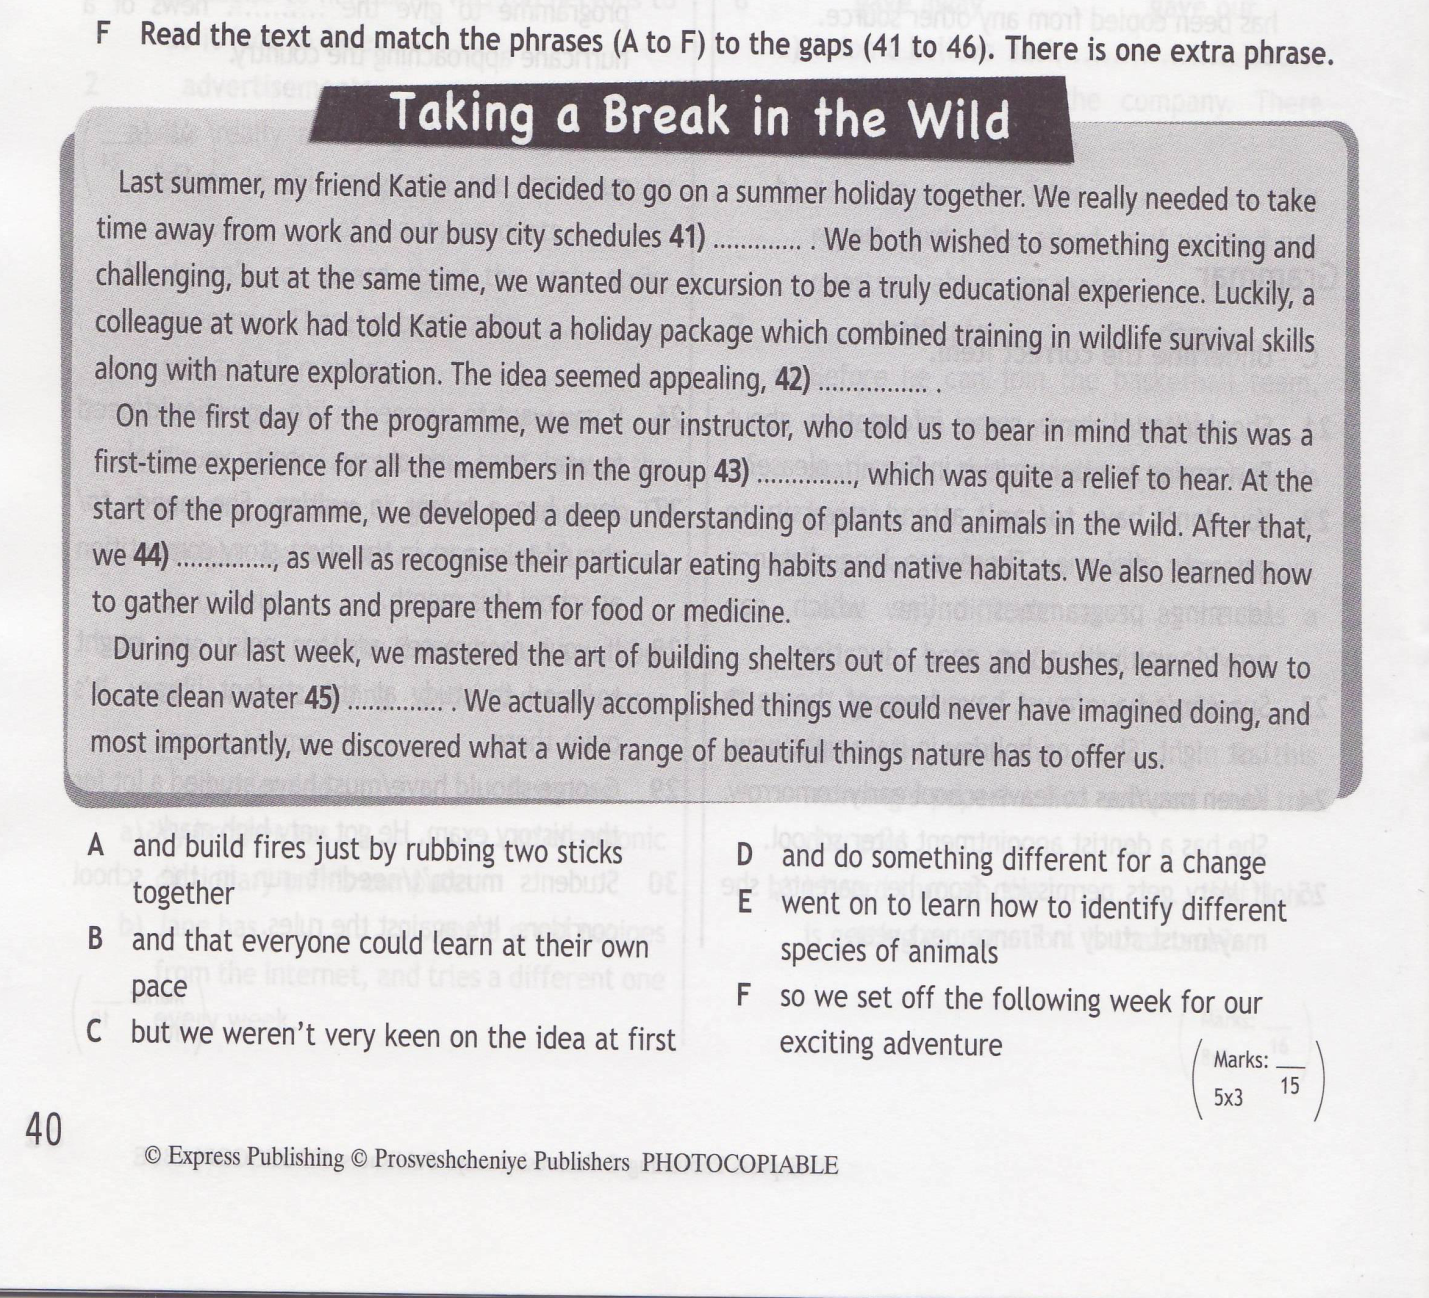 F Read the text and match the phrases (A to F) to the gaps (41 to 46). There is one extra phrase.
Taking a Break in the Wild
Last summer, my friend Katie and I decided to go on a summer holiday together. We really needed to take
time away from work and our busy city schedules 41) ............. . We both wished to something exciting and
challenging, but at the same time, we wanted our excursion to be a truly educational experience. Luckily, a
colleague at work had told Katie about a holiday package which combined training in wildlife survival skills
along with nature exploration. The idea seemed appealing, 42) ................ .
On the first day of the programme, we met our instructor, who told us to bear in mind that this was a
first-time experience for all the members in the group 43) .............., which was quite a relief to hear. At the
start of the programme, we developed a deep understanding of plants and animals in the wild. After that,
we 44) .............., as well as recognise their particular eating habits and native habitats. We also learned how
to gather wild plants and prepare them for food or medicine.
During our last week, we mastered the art of building shelters out of trees and bushes, learned how to
locate clean water 45) .............. . We actually accomplished things we could never have imagined doing, and
most importantly, we discovered what a wide range of beautiful things nature has to offer us.
A and build fires just by rubbing two sticks
together
B and that everyone could learn at their own
pace
C but we weren't very keen on the idea at first
D and do something different for a change
E went on to learn how to identify different
species of animals
F so we set off the following week for our
exciting adventure
Marks: __
5x3 15
40
© Express Publishing © Prosveshcheniye Publishers PHOTOCOPIABLE